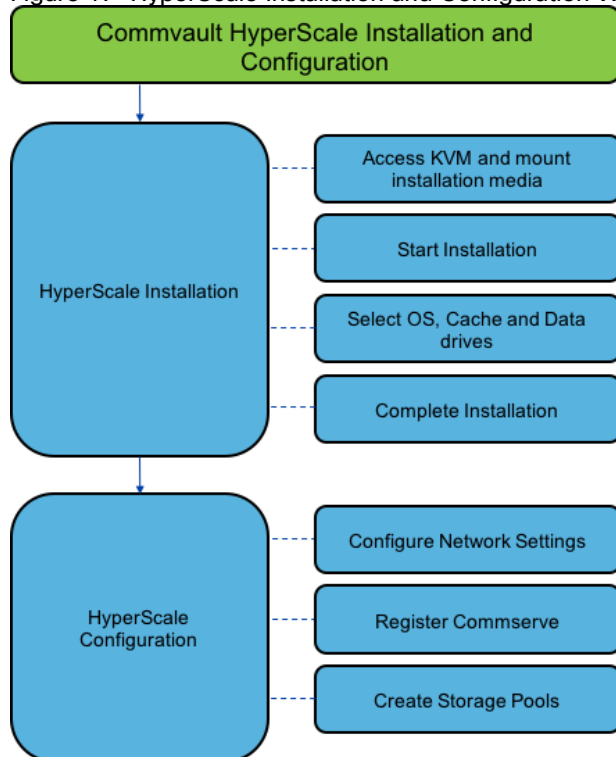 Commvault HyperScale Installation and
Configuration
HyperScale Installation
Access KVM and mount
installation media
Start Installation
Select OS, Cache and Data
drives
Complete Installation
HyperScale
Configuration
Configure Network Settings
Register Commserve
Create Storage Pools